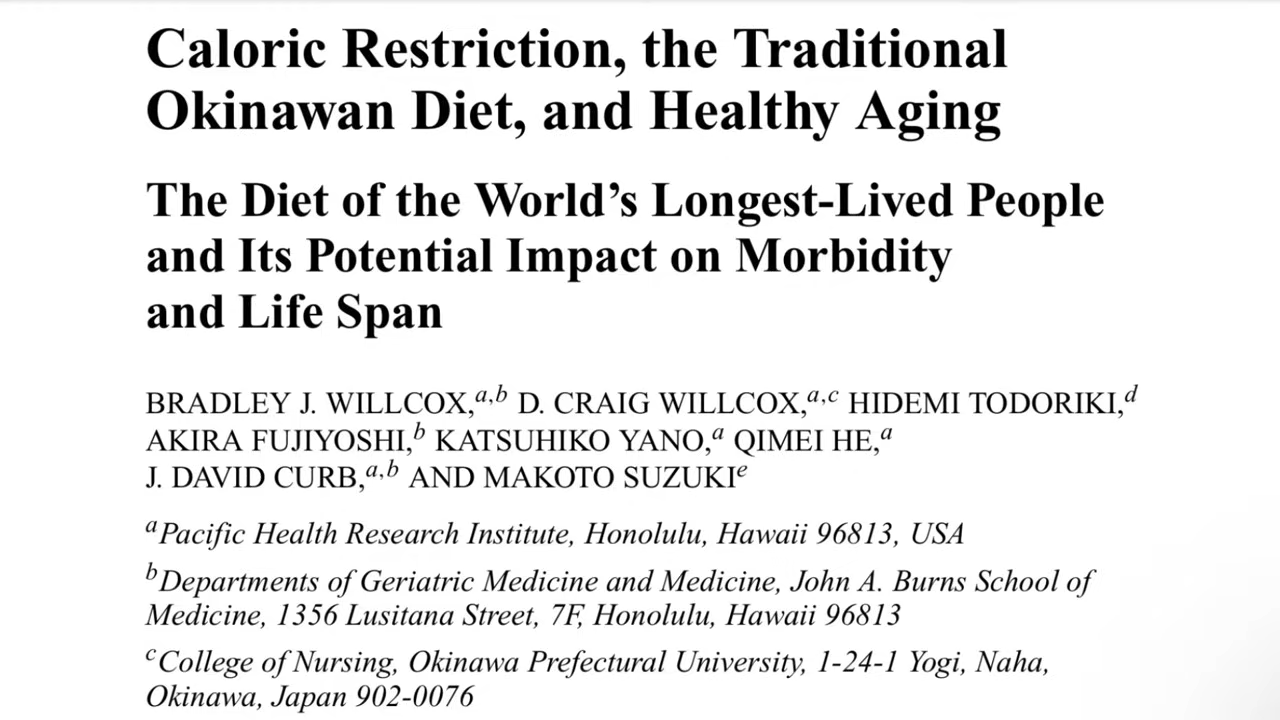 Caloric Restriction, the Traditional
Okinawan Diet, and Healthy Aging
The Diet of the World’s Longest-Lived People
and Its Potential Impact on Morbidity
and Life Span
BRADLEY J. WILLCOX,a,b D. CRAIG WILLCOX,a,c HIDEMI TODORIKI,d
AKIRA FUJIYOSHI,b KATSUHIKO YANO,a QIMEI HE,a
J. DAVID CURB,a,b AND MAKOTO SUZUKIe
aPacific Health Research Institute, Honolulu, Hawaii 96813, USA
bDepartments of Geriatric Medicine and Medicine, John A. Burns School of
Medicine, 1356 Lusitana Street, 7F, Honolulu, Hawaii 96813
cCollege of Nursing, Okinawa Prefectural University, 1-24-1 Yogi, Naha,
Okinawa, Japan 902-0076